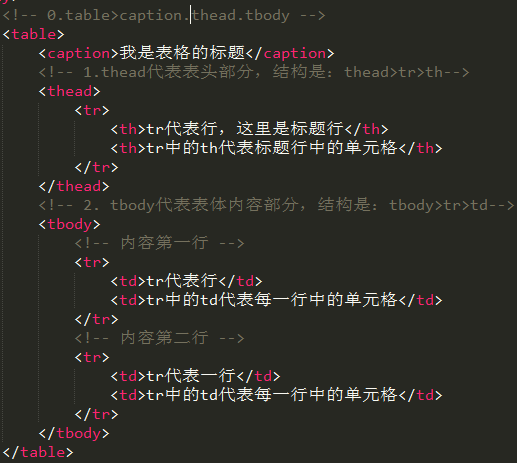 <!-- 0.table>caption.thead.tbody -->
<table>
<caption>我是表格的标题</caption>
<!-- 1.thead代表表头部分，结构是：thead>tr>th-->
<thead>
<tr>
<th>tr代表行，这里是标题行</th>
<th>tr中的th代表标题行中的单元格</th>
</tr>
</thead>
<!-- 2. tbody代表表体内容部分，结构是：tbody>tr>td-->
<tbody>
<!-- 内容第一行 -->
<tr>
<td>tr代表行</td>
<td>tr中的td代表每一行中的单元格</td>
</tr>
<!-- 内容第二行 -->
<tr>
<td>tr代表一行</td>
<td>tr中的td代表每一行中的单元格</td>
</tr>
</tbody>
</table>